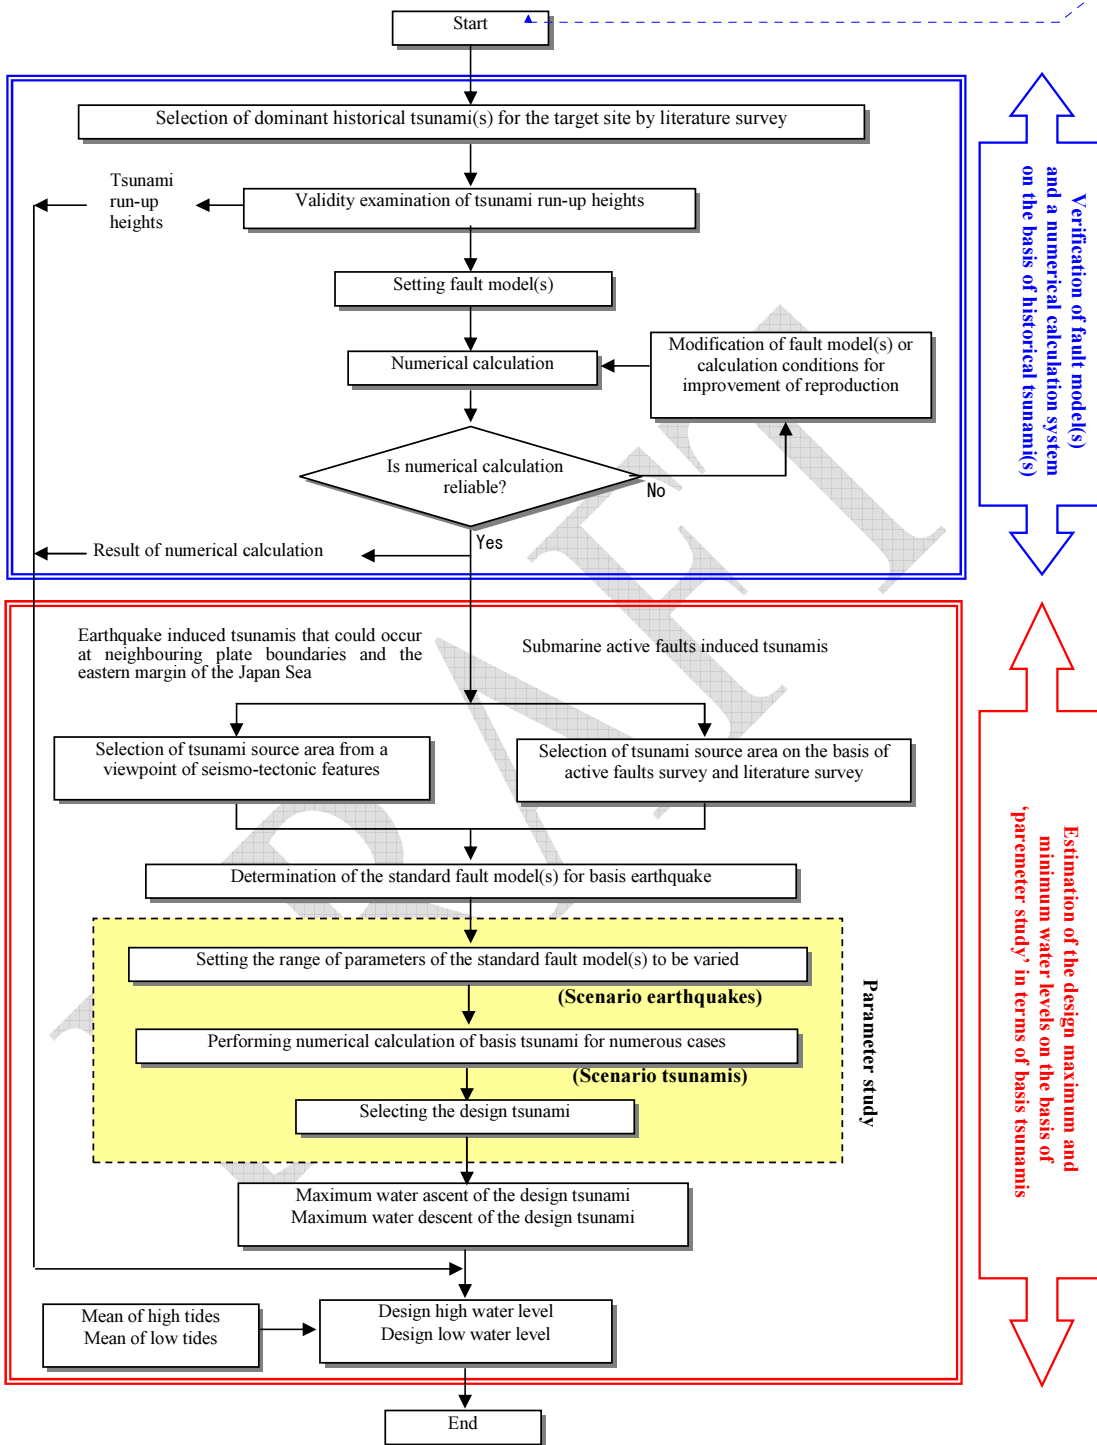 Start
Selection of dominant historical tsunami(s) for the target site by literature survey
Tsunami
run-up
heights
Validity examination of tsunami run-up heights
Setting fault model(s)
Numerical calculation
Modification of fault model(s) or
calculation conditions for
improvement of reproduction
Is numerical calculation
reliable?
No
Yes
Result of numerical calculation
Verification of fault model(s)
and a numerical calculation system
on the basis of historical tsunami(s)
Earthquake induced tsunamis that could occur
at neighbouring plate boundaries and the
eastern margin of the Japan Sea
Submarine active faults induced tsunamis
Selection of tsunami source area from a
viewpoint of seismo-tectonic features
Selection of tsunami source area on the basis of
active faults survey and literature survey
Determination of the standard fault model(s) for basis earthquake
Setting the range of parameters of the standard fault model(s) to be varied
(Scenario earthquakes)
Performing numerical calculation of basis tsunami for numerous cases
(Scenario tsunamis)
Selecting the design tsunami
Parameter study
Maximum water ascent of the design tsunami
Maximum water descent of the design tsunami
Mean of high tides
Mean of low tides
Design high water level
Design low water level
End
Estimation of the design maximum and
minimum water levels on the basis of
'paremeter study' in terms of basis tsunamis
DRAFT